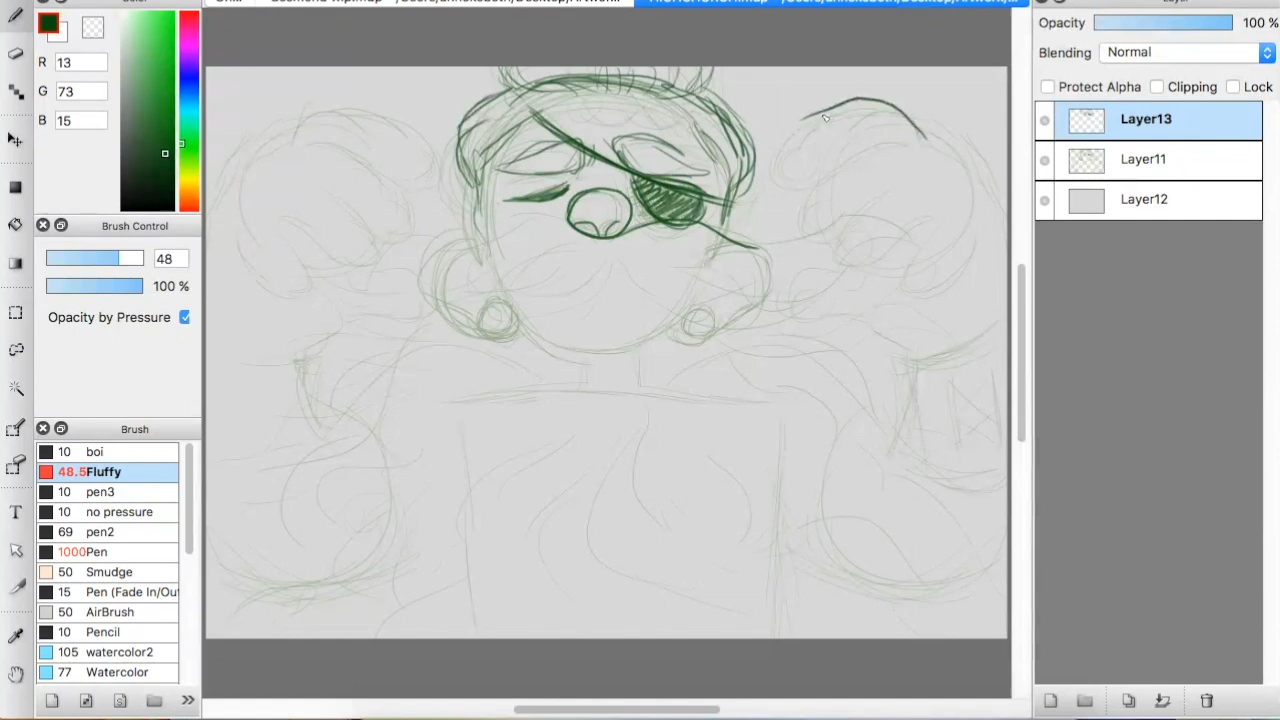 Layer
Opacity 100 %
Blending Normal
Protect Alpha Clipping Lock
Layer13
Layer11
Layer12
Color
R 13
G 73
B 15
Brush Control
48
100 %
Opacity by Pressure
Brush
10 boi
48.5 Fluffy
10 pen3
10 no pressure
69 pen2
1000 Pen
50 Smudge
15 Pen (Fade In/Ou
50 AirBrush
10 Pencil
105 watercolor2
77 Watercolor
T